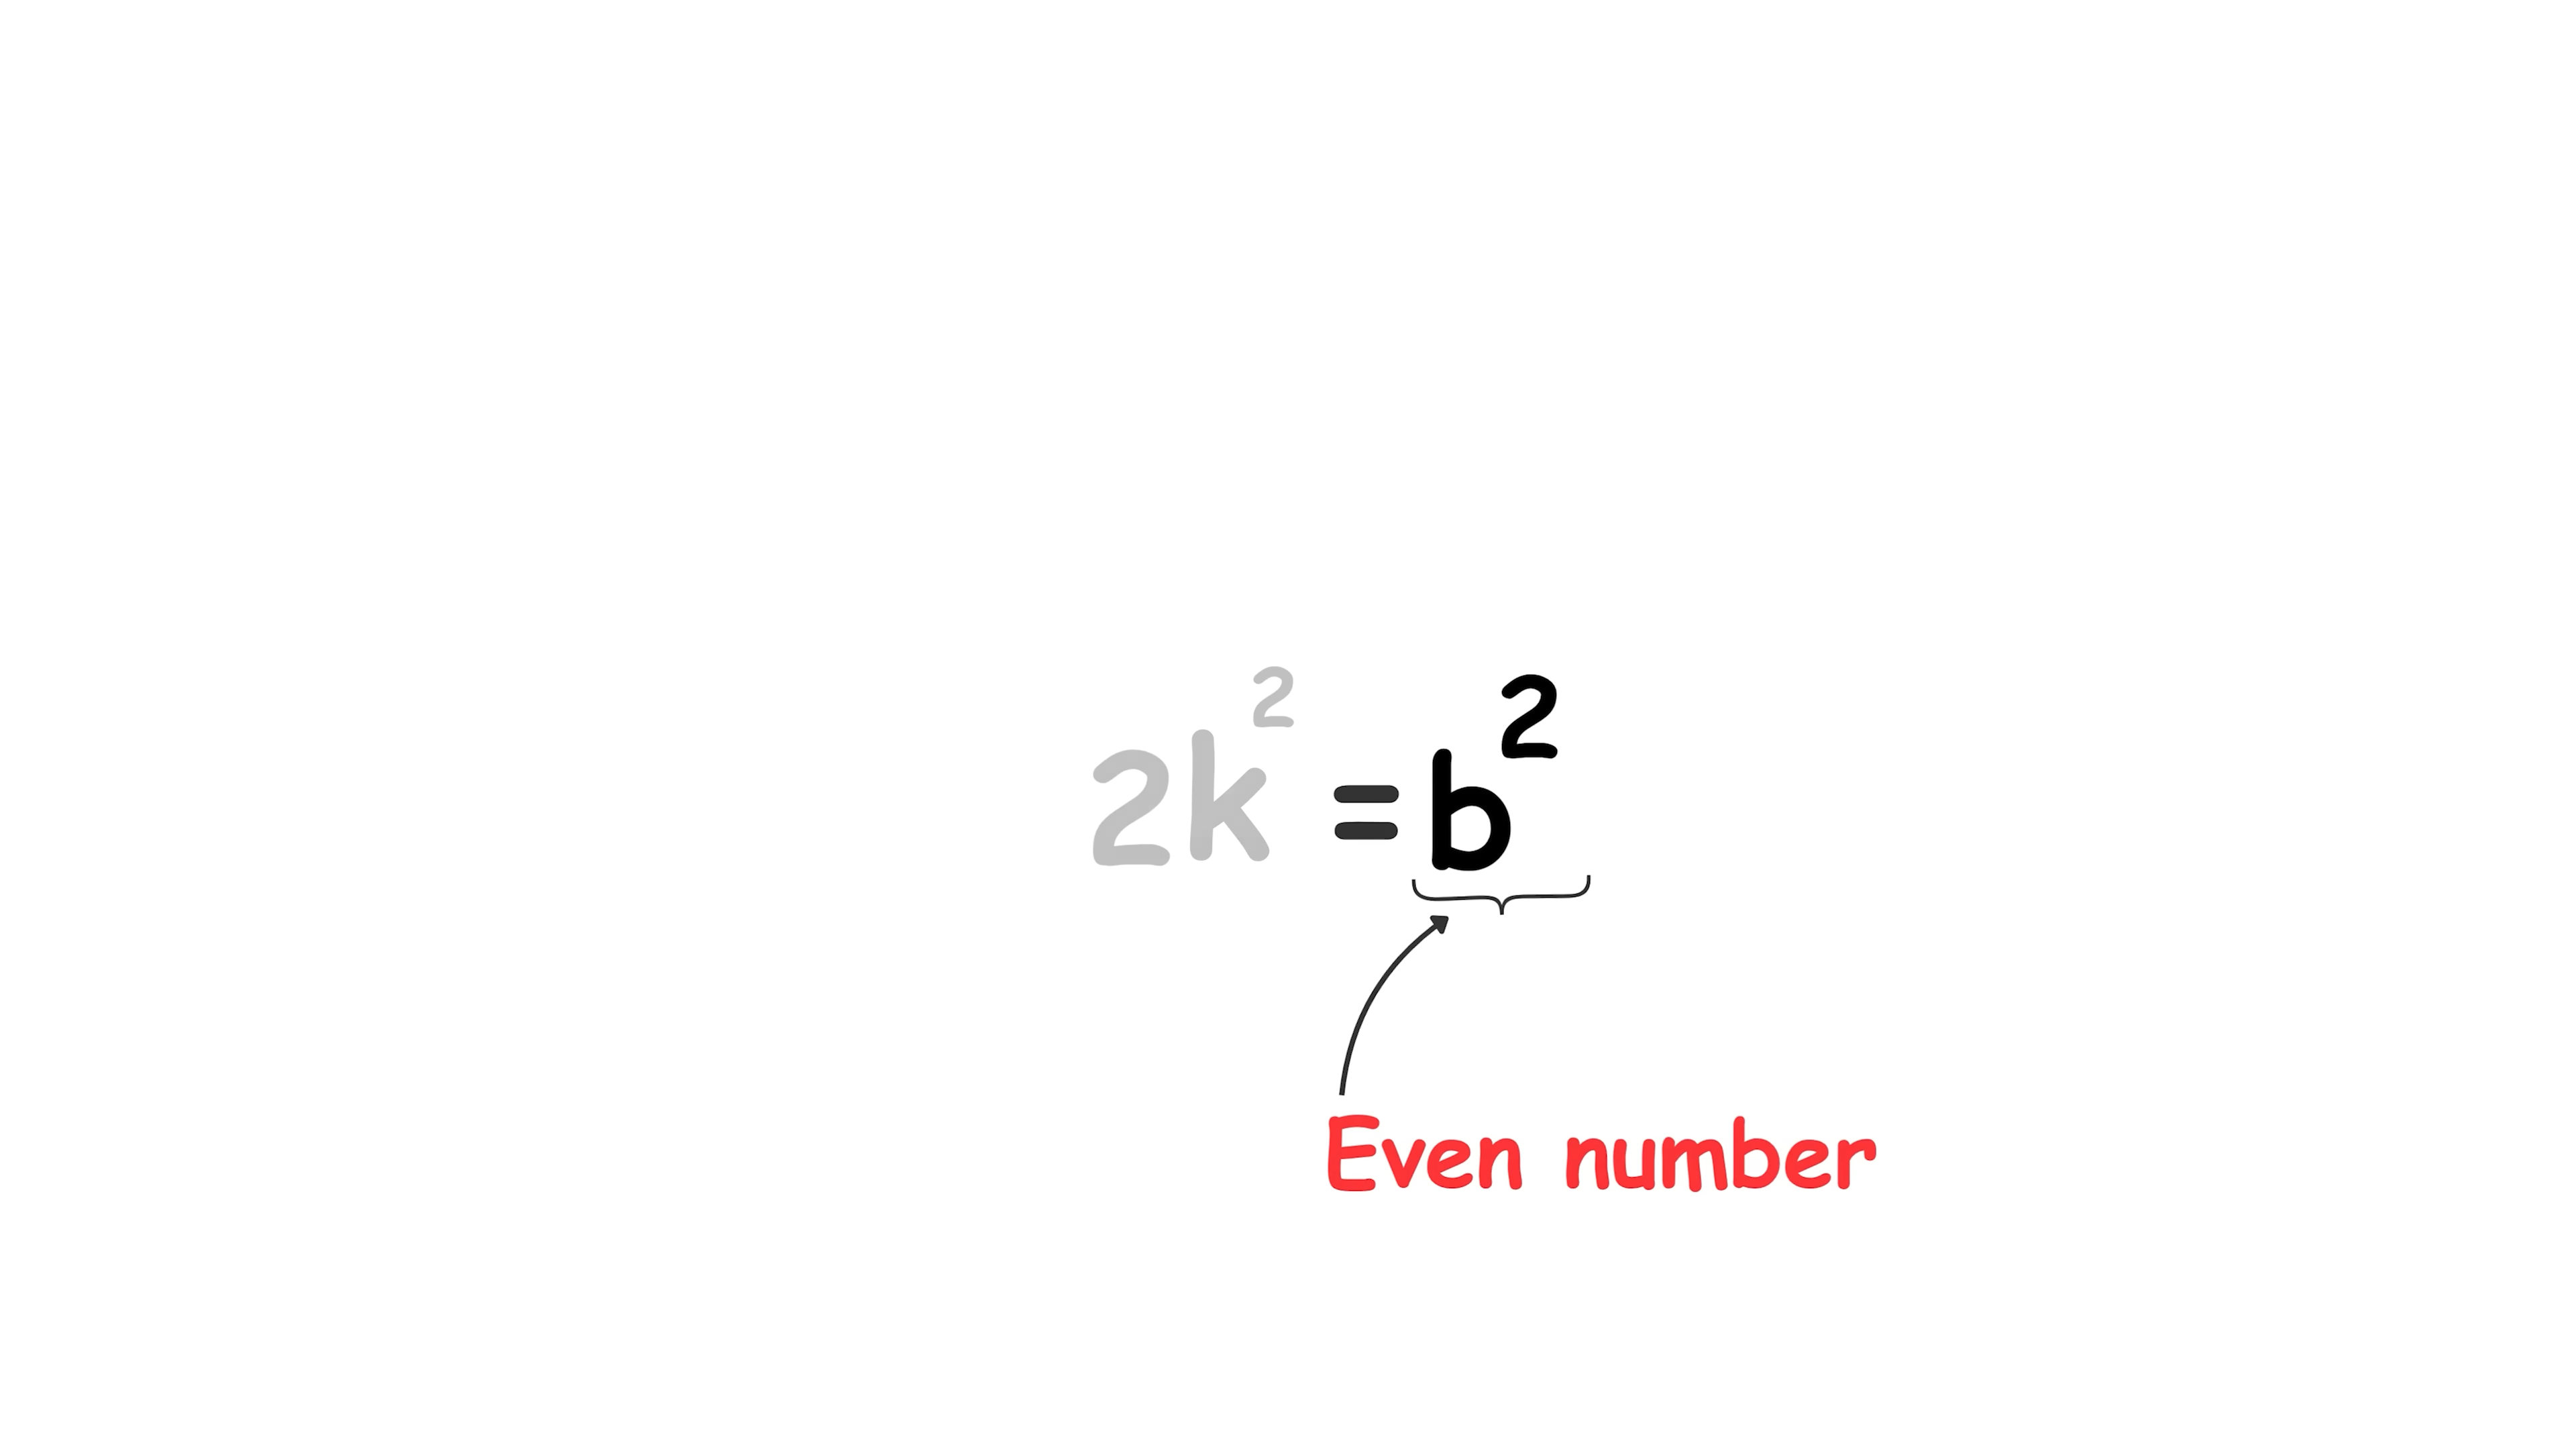 2k² = b²
Even number